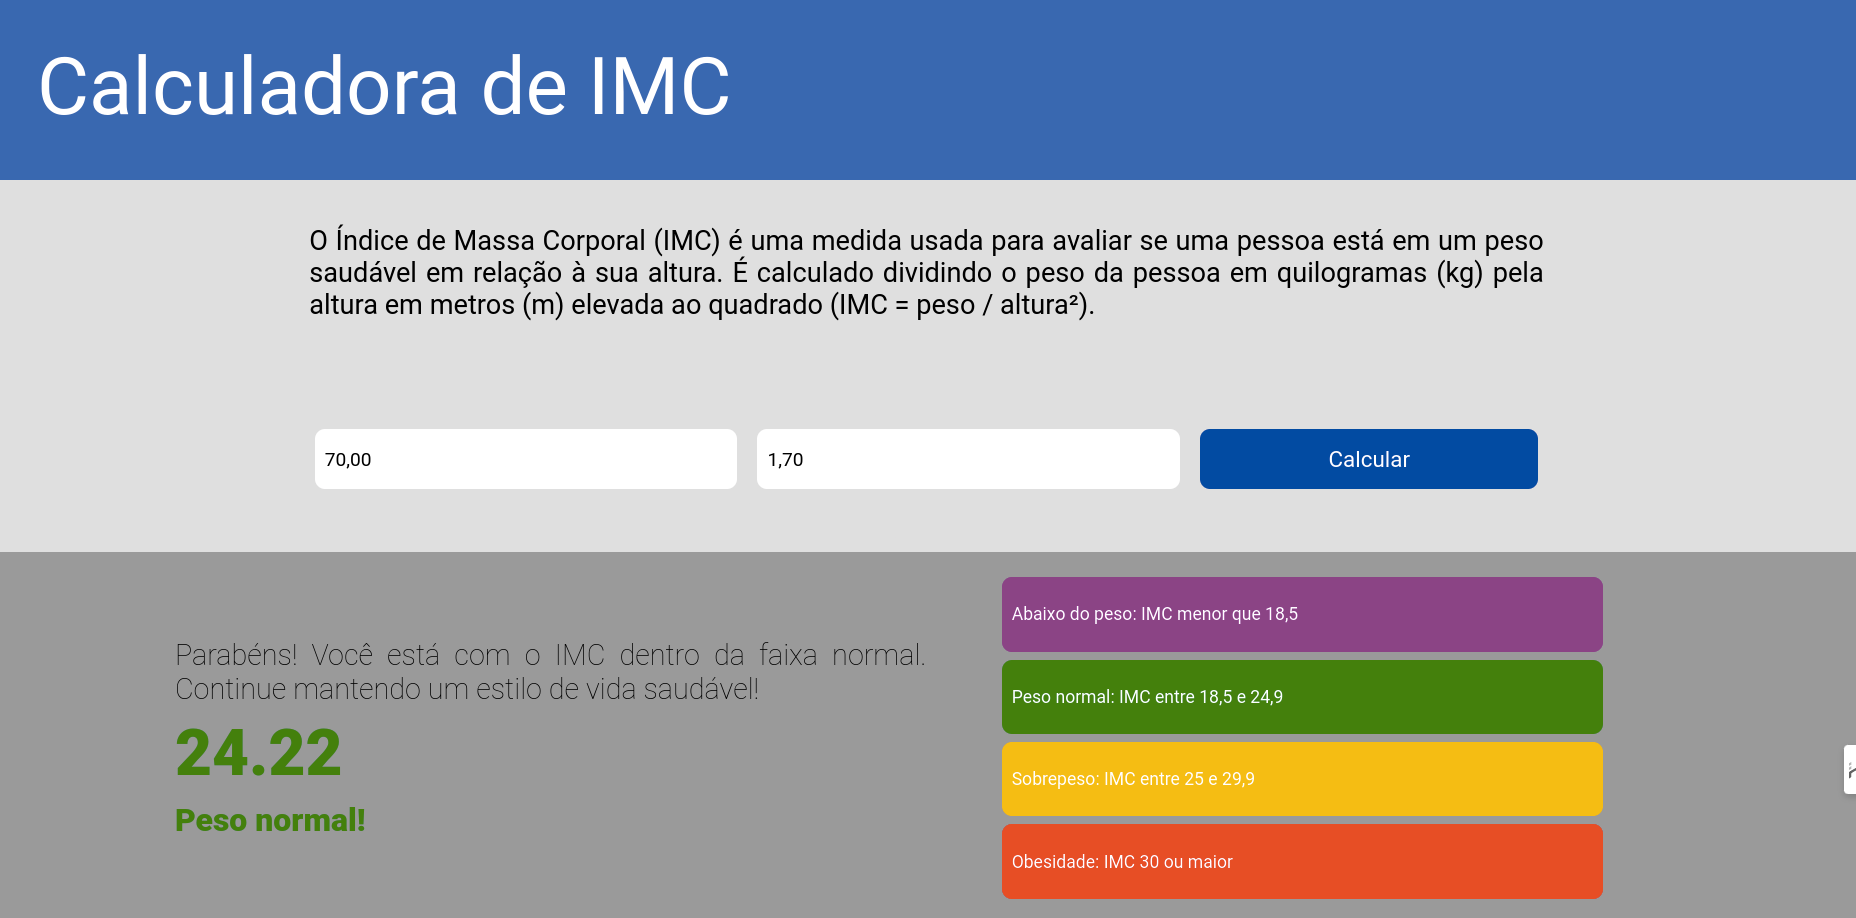 Calculadora de IMC
O Índice de Massa Corporal (IMC) é uma medida usada para avaliar se uma pessoa está em um peso
saudável em relação à sua altura. É calculado dividindo o peso da pessoa em quilogramas (kg) pela
altura em metros (m) elevada ao quadrado (IMC = peso / altura²).
70,00
1,70
Calcular
Parabéns! Você está com o IMC dentro da faixa normal.
Continue mantendo um estilo de vida saudável!
24.22
Peso normal!
Abaixo do peso: IMC menor que 18,5
Peso normal: IMC entre 18,5 e 24,9
Sobrepeso: IMC entre 25 e 29,9
Obesidade: IMC 30 ou maior